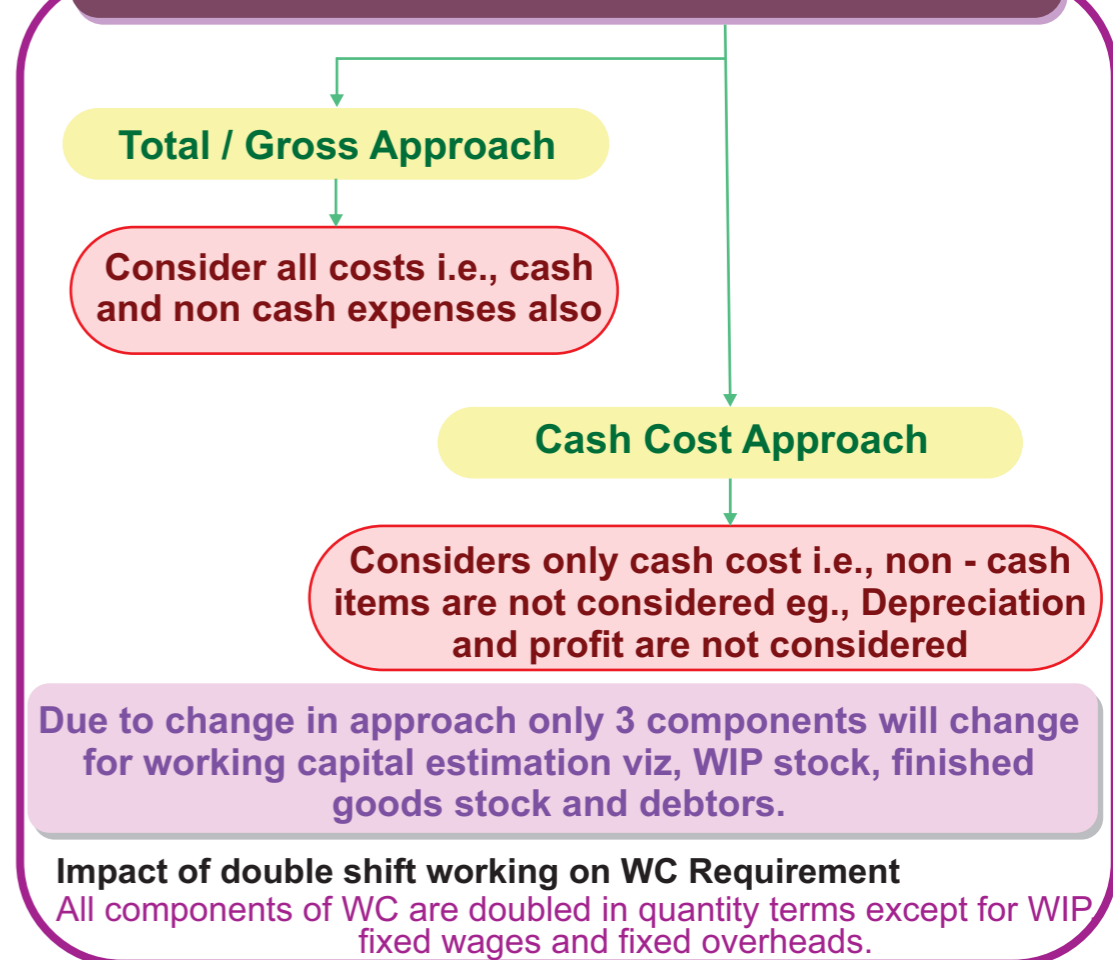 Total / Gross Approach
Consider all costs i.e., cash
and non cash expenses also
Cash Cost Approach
Considers only cash cost i.e., non - cash
items are not considered eg., Depreciation
and profit are not considered
Due to change in approach only 3 components will change
for working capital estimation viz, WIP stock, finished
goods stock and debtors.
Impact of double shift working on WC Requirement
All components of WC are doubled in quantity terms except for WIP,
fixed wages and fixed overheads.